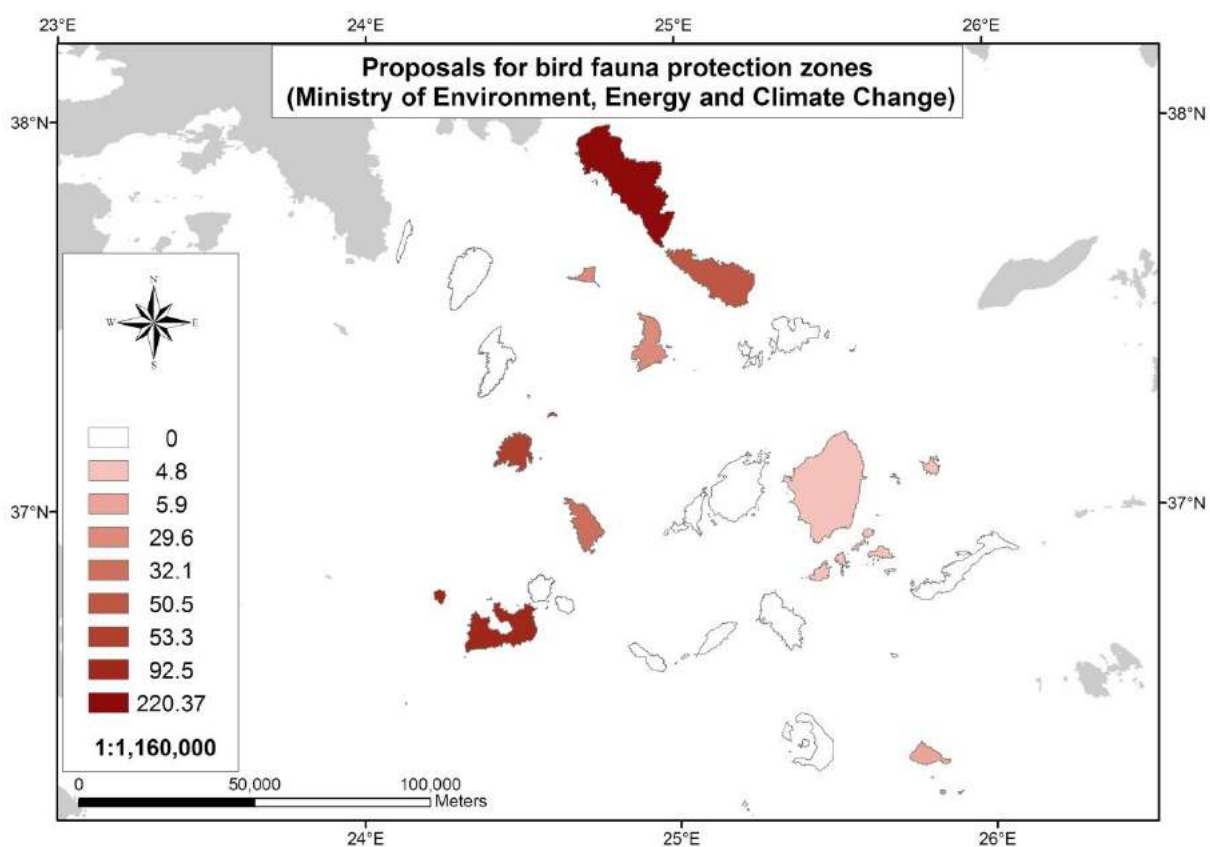 23°E 24°E 25°E 26°E
Proposals for bird fauna protection zones
(Ministry of Environment, Energy and Climate Change)
38°N 38°N
N
W E
S
0
4.8
5.9
29.6
32.1
37°N 37°N
50.5
53.3
92.5
220.37
1:1,160,000
0 50,000 100,000
Meters
24°E 25°E 26°E